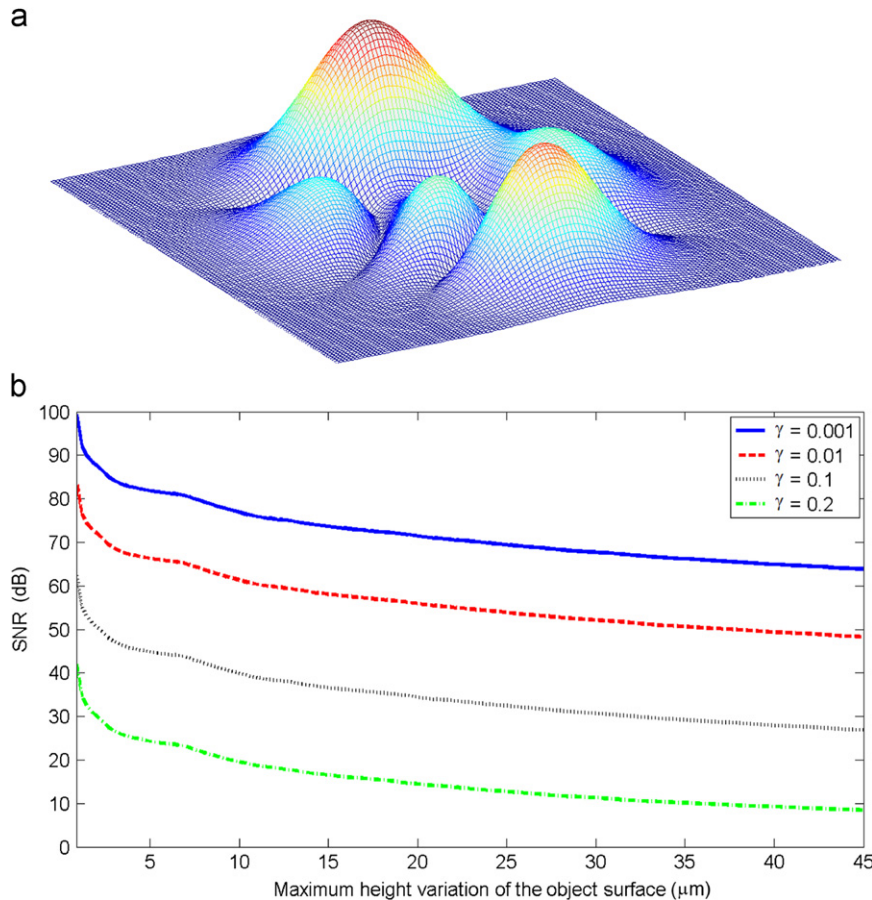 a
b
100
90
80
70
60
50
40
30
20
10
0
SNR (dB)
γ = 0.001
γ = 0.01
γ = 0.1
γ = 0.2
5 10 15 20 25 30 35 40 45
Maximum height variation of the object surface (μm)